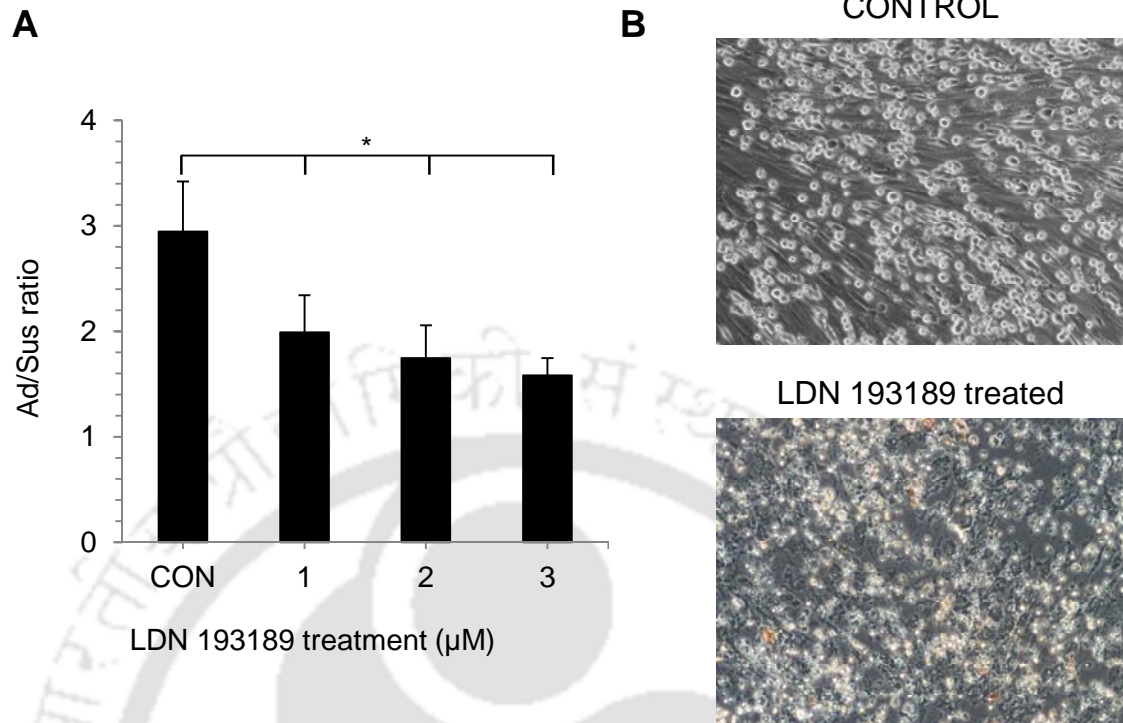 A
B
CONTROL
4
*
3
2
1
0
Ad/Sus ratio
CON 1 2 3
LDN 193189 treatment (µM)
LDN 193189 treated